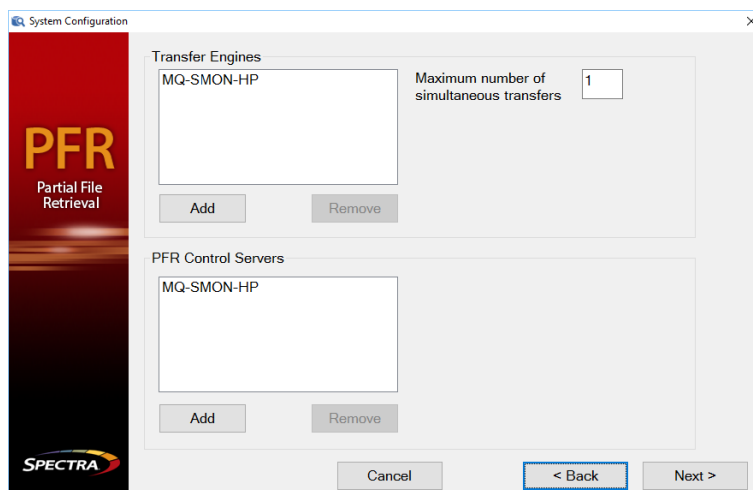 System Configuration
PFR
Partial File
Retrieval
SPECTRA
Transfer Engines
MQ-SMON-HP
Maximum number of
simultaneous transfers
1
Add
Remove
PFR Control Servers
MQ-SMON-HP
Add
Remove
Cancel
< Back
Next >